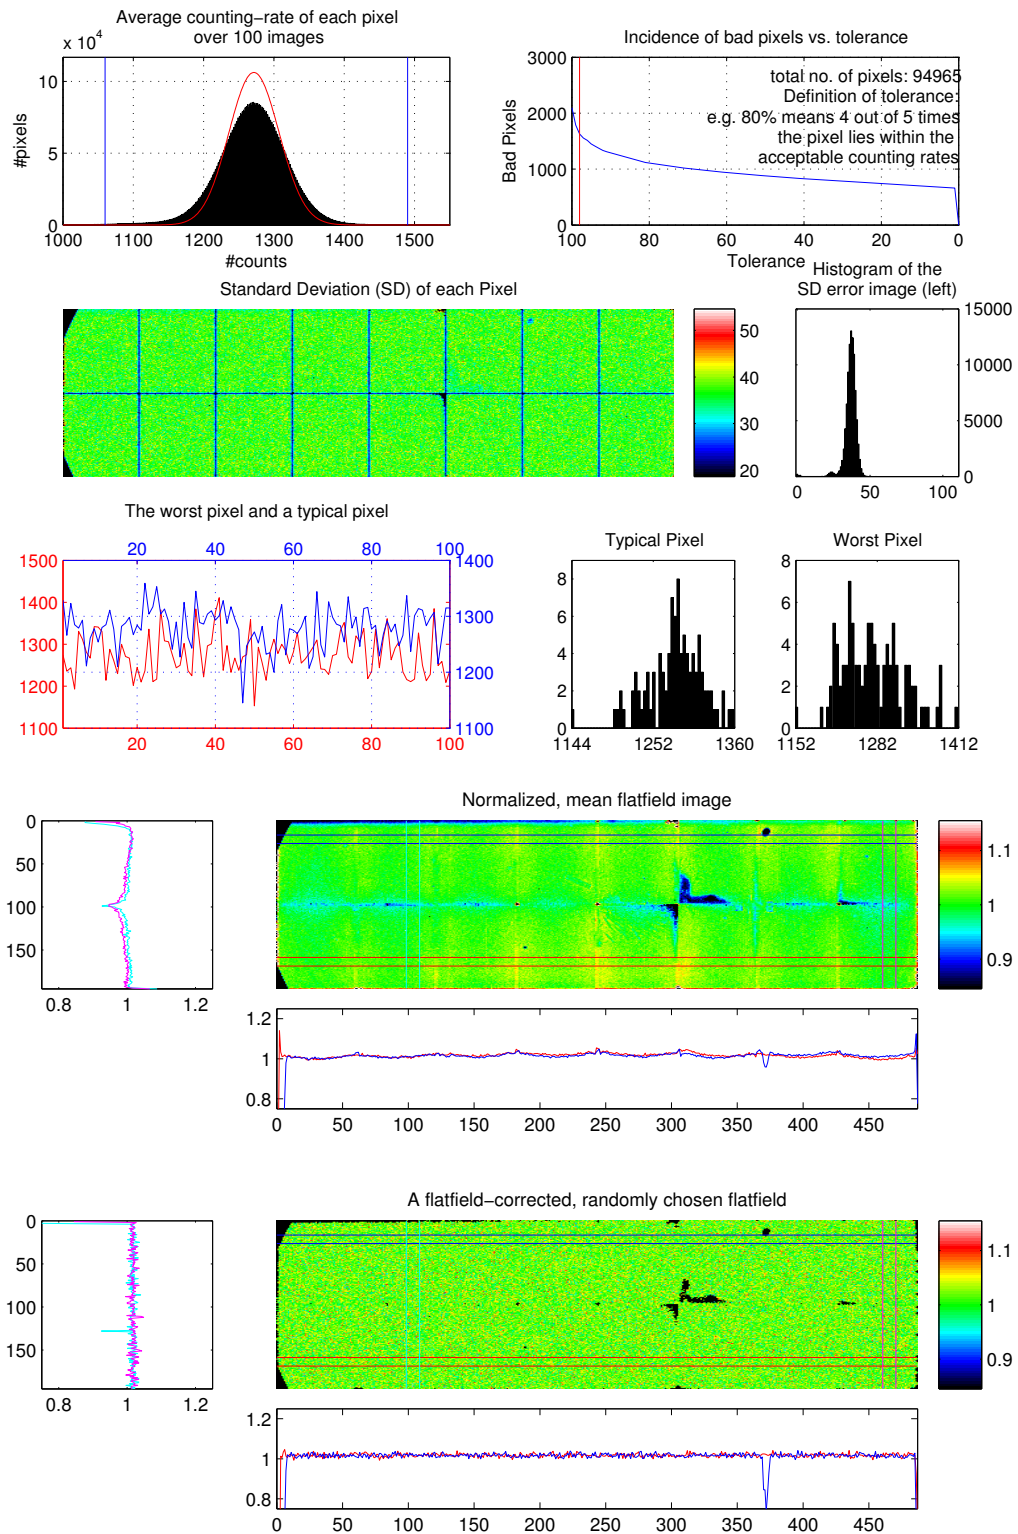 Average counting−rate of each pixel
over 100 images
x 10^4
10
5
0
#pixels
1000 1100 1200 1300 1400 1500
#counts
Incidence of bad pixels vs. tolerance
3000
2000
1000
0
Bad Pixels
total no. of pixels: 94965
Definition of tolerance:
e.g. 80% means 4 out of 5 times
the pixel lies within the
acceptable counting rates
100 80 60 40 20 0
Tolerance
Standard Deviation (SD) of each Pixel
50
40
30
20
Histogram of the
SD error image (left)
15000
10000
5000
0
0 50 100
The worst pixel and a typical pixel
20 40 60 80 100
1500
1400
1300
1200
1100
1400
1300
1200
1100
20 40 60 80 100
Typical Pixel
8
6
4
2
0
1144 1252 1360
Worst Pixel
8
6
4
2
0
1152 1282 1412
Normalized, mean flatfield image
0
50
100
150
0.8 1 1.2
1.1
1
0.9
1.2
1
0.8
0 50 100 150 200 250 300 350 400 450
A flatfield−corrected, randomly chosen flatfield
0
50
100
150
0.8 1 1.2
1.1
1
0.9
1.2
1
0.8
0 50 100 150 200 250 300 350 400 450